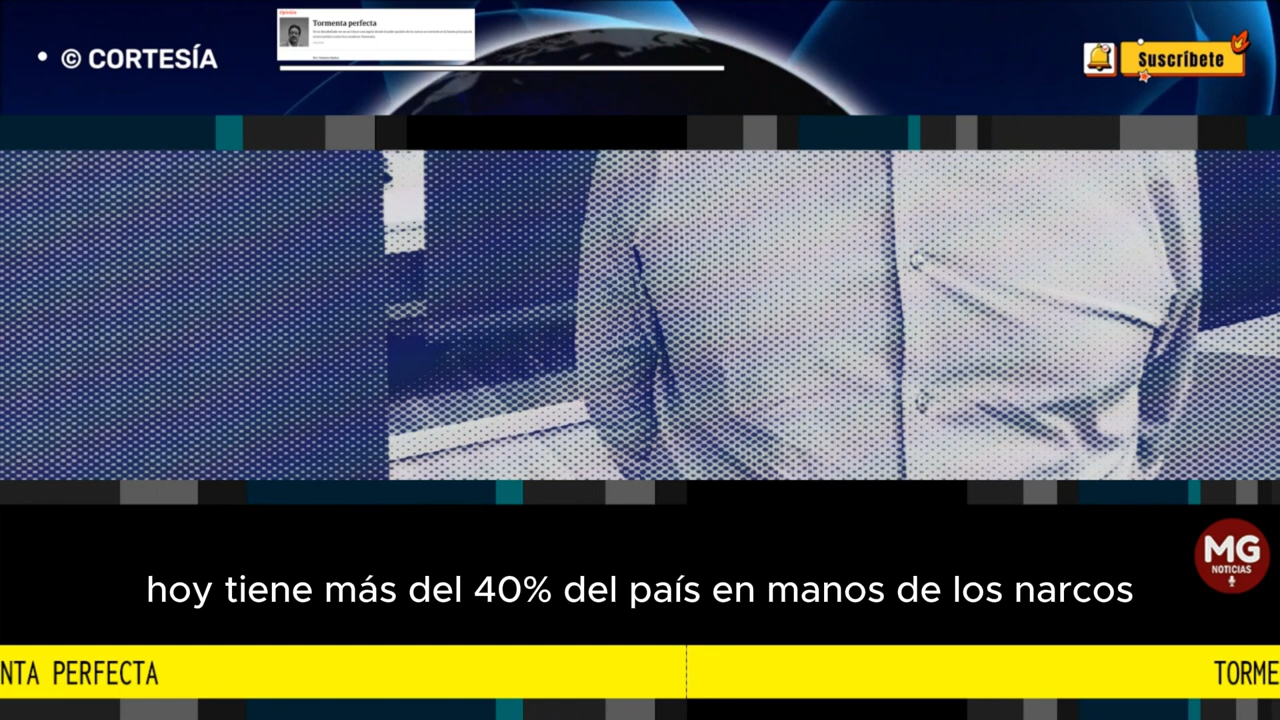 • © CORTESÍA
Opinión
Tormenta perfecta
Suscríbete
hoy tiene más del 40% del país en manos de los narcos
MG
NOTICIAS
NTA PERFECTA
TORME